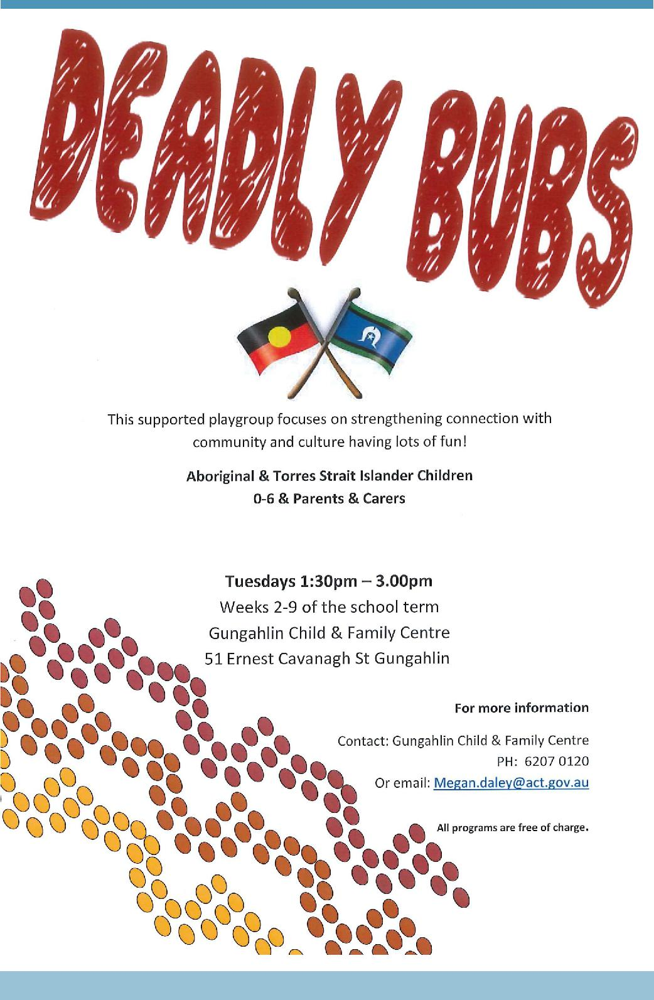 DEADLY BUBS
This supported playgroup focuses on strengthening connection with
community and culture having lots of fun!
Aboriginal & Torres Strait Islander Children
0-6 & Parents & Carers
Tuesdays 1:30pm – 3.00pm
Weeks 2-9 of the school term
Gungahlin Child & Family Centre
51 Ernest Cavanagh St Gungahlin
For more information
Contact: Gungahlin Child & Family Centre
PH: 6207 0120
Or email: Megan.daley@act.gov.au
All programs are free of charge.